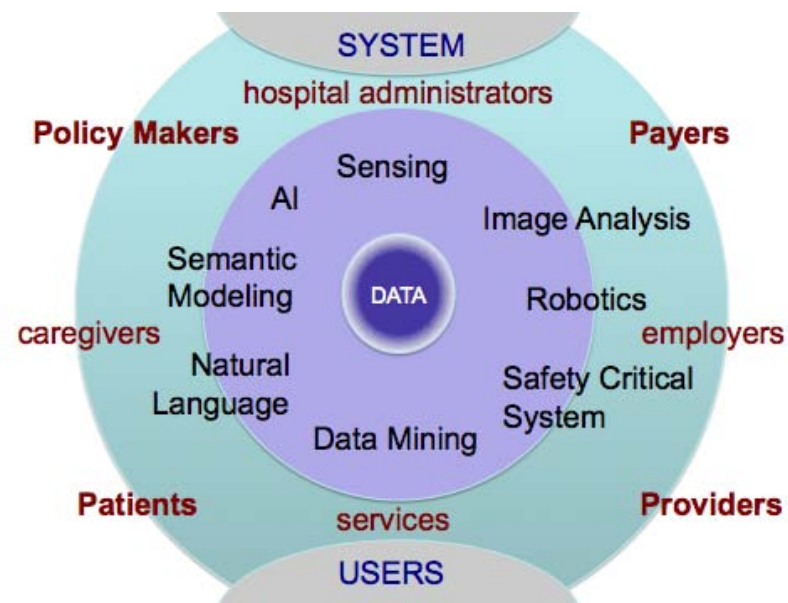 SYSTEM
hospital administrators
Policy Makers
Payers
Sensing
AI
Image Analysis
Semantic
Modeling
DATA
Robotics
caregivers
employers
Natural
Language
Safety Critical
System
Data Mining
Patients
Providers
services
USERS